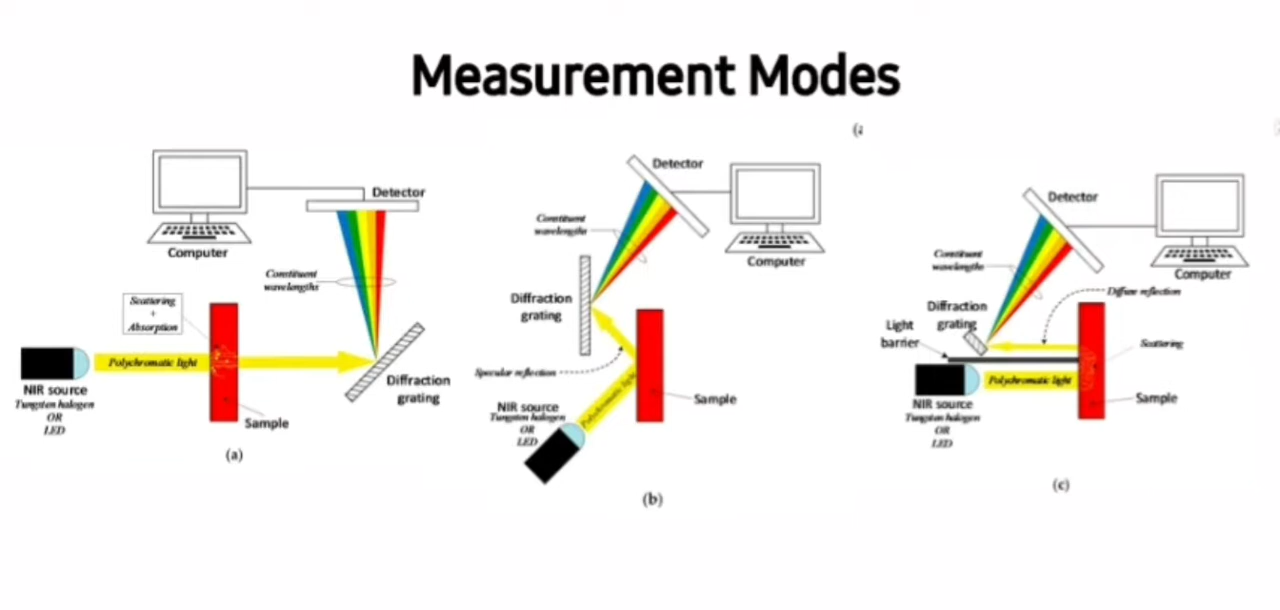 Measurement Modes
Computer
Detector
Constituent
wavelengths
Scattering
+
Absorption
Polychromatic light
NIR source
Tungsten halogen
OR
LED
Sample
Diffraction
grating
(a)
Detector
Constituent
wavelengths
Computer
Diffraction
grating
Specular reflection
NIR source
Tungsten halogen
OR
LED
Polychromatic light
Sample
(b)
Detector
Constituent
wavelengths
Computer
Diffuse reflection
Diffraction
grating
Light
barrier
Scattering
Polychromatic light
NIR source
Tungsten halogen
OR
LED
Sample
(c)